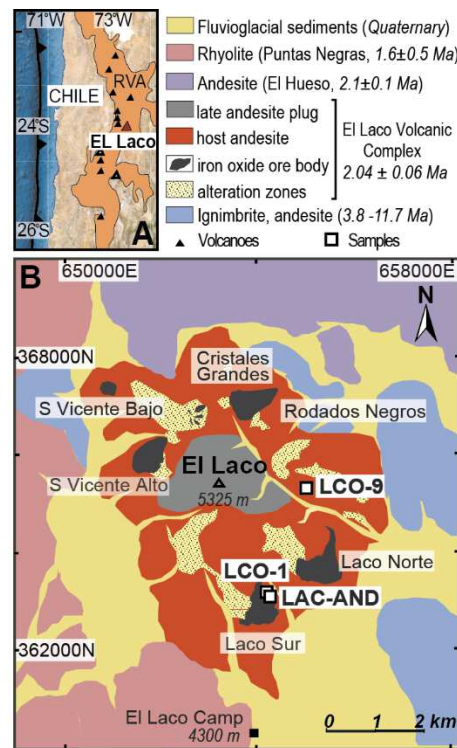 71°W 73°W
RVA
CHILE
24°S
EL Laco
26°S
A
Fluvioglacial sediments (Quaternary)
Rhyolite (Puntas Negras, 1.6±0.5 Ma)
Andesite (El Hueso, 2.1±0.1 Ma)
late andesite plug
host andesite
iron oxide ore body
alteration zones
El Laco Volcanic
Complex
2.04 ± 0.06 Ma
Ignimbrite, andesite (3.8 -11.7 Ma)
Volcanoes
Samples
B
650000E
658000E
N
368000N
Cristales
Grandes
S Vicente Bajo
Rodados Negros
El Laco
5325 m
S Vicente Alto
LCO-9
Laco Norte
LCO-1
LAC-AND
Laco Sur
362000N
El Laco Camp
4300 m
0 1 2 km